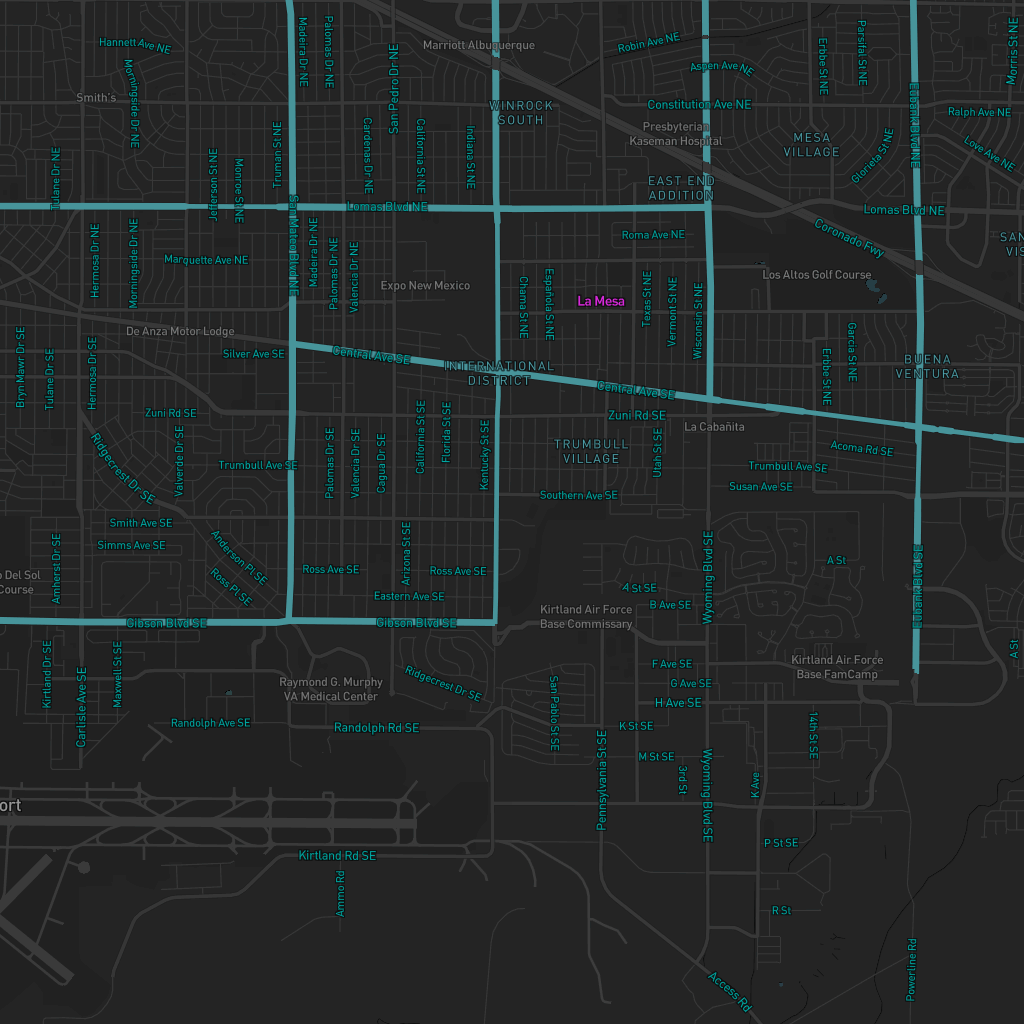 Hannett Ave NE
Morningside Dr NE
Smith's
Madeira Dr NE
Palomas Dr NE
San Pedro Dr NE
Marriott Albuquerque
Robin Ave NE
Aspen Ave NE
Erbbe St NE
Parsifal St NE
Morris St NE
WINROCK
SOUTH
Constitution Ave NE
Presbyterian
Kaseman Hospital
MESA
VILLAGE
Eubank Blvd NE
Ralph Ave NE
Love Ave NE
Glorieta St NE
Tulane Dr NE
Jefferson St NE
Monroe St NE
Truman St NE
Cardenas Dr NE
California St NE
Indiana St NE
EAST END
ADDITION
Lomas Blvd NE
Lomas Blvd NE
Hermosa Dr NE
Morningside Dr NE
Marquette Ave NE
San Mateo Blvd NE
Madeira Dr NE
Palomas Dr NE
Valencia Dr NE
Expo New Mexico
Roma Ave NE
Coronado Fwy
SAN
VIS
Los Altos Golf Course
Chama St NE
Española St NE
La Mesa
Texas St NE
Vermont St NE
Wisconsin St NE
De Anza Motor Lodge
Bryn Mawr Dr SE
Tulane Dr SE
Hermosa Dr SE
Silver Ave SE
Central Ave SE
INTERNATIONAL
DISTRICT
Central Ave SE
Garcia St NE
Erbbe St NE
BUENA
VENTURA
Zuni Rd SE
Zuni Rd SE
La Cabañita
Ridgecrest Dr SE
Valverde Dr SE
Trumbull Ave SE
Palomas Dr SE
Valencia Dr SE
Cagua Dr SE
California St SE
Florida St SE
Kentucky St SE
TRUMBULL
VILLAGE
Utah St SE
Acoma Rd SE
Trumbull Ave SE
Susan Ave SE
Southern Ave SE
Smith Ave SE
Simms Ave SE
Anderson Pl SE
Ross Pl SE
Amherst Dr SE
o Del Sol
Course
Ross Ave SE
Arizona St SE
Ross Ave SE
Eastern Ave SE
Wyoming Blvd SE
A St
4 St SE
B Ave SE
Eubank Blvd SE
Gibson Blvd SE
Gibson Blvd SE
Kirtland Air Force
Base Commissary
Kirtland Dr SE
Carlisle Ave SE
Maxwell St SE
Raymond G. Murphy
VA Medical Center
Ridgecrest Dr SE
San Pablo St SE
F Ave SE
G Ave SE
H Ave SE
Kirtland Air Force
Base FamCamp
A St
Randolph Ave SE
Randolph Rd SE
K St SE
M St SE
3rd St
14th St SE
Pennsylvania St SE
Wyoming Blvd SE
K Ave
ort
Kirtland Rd SE
Ammo Rd
P St SE
R St
Access Rd
Powerline Rd